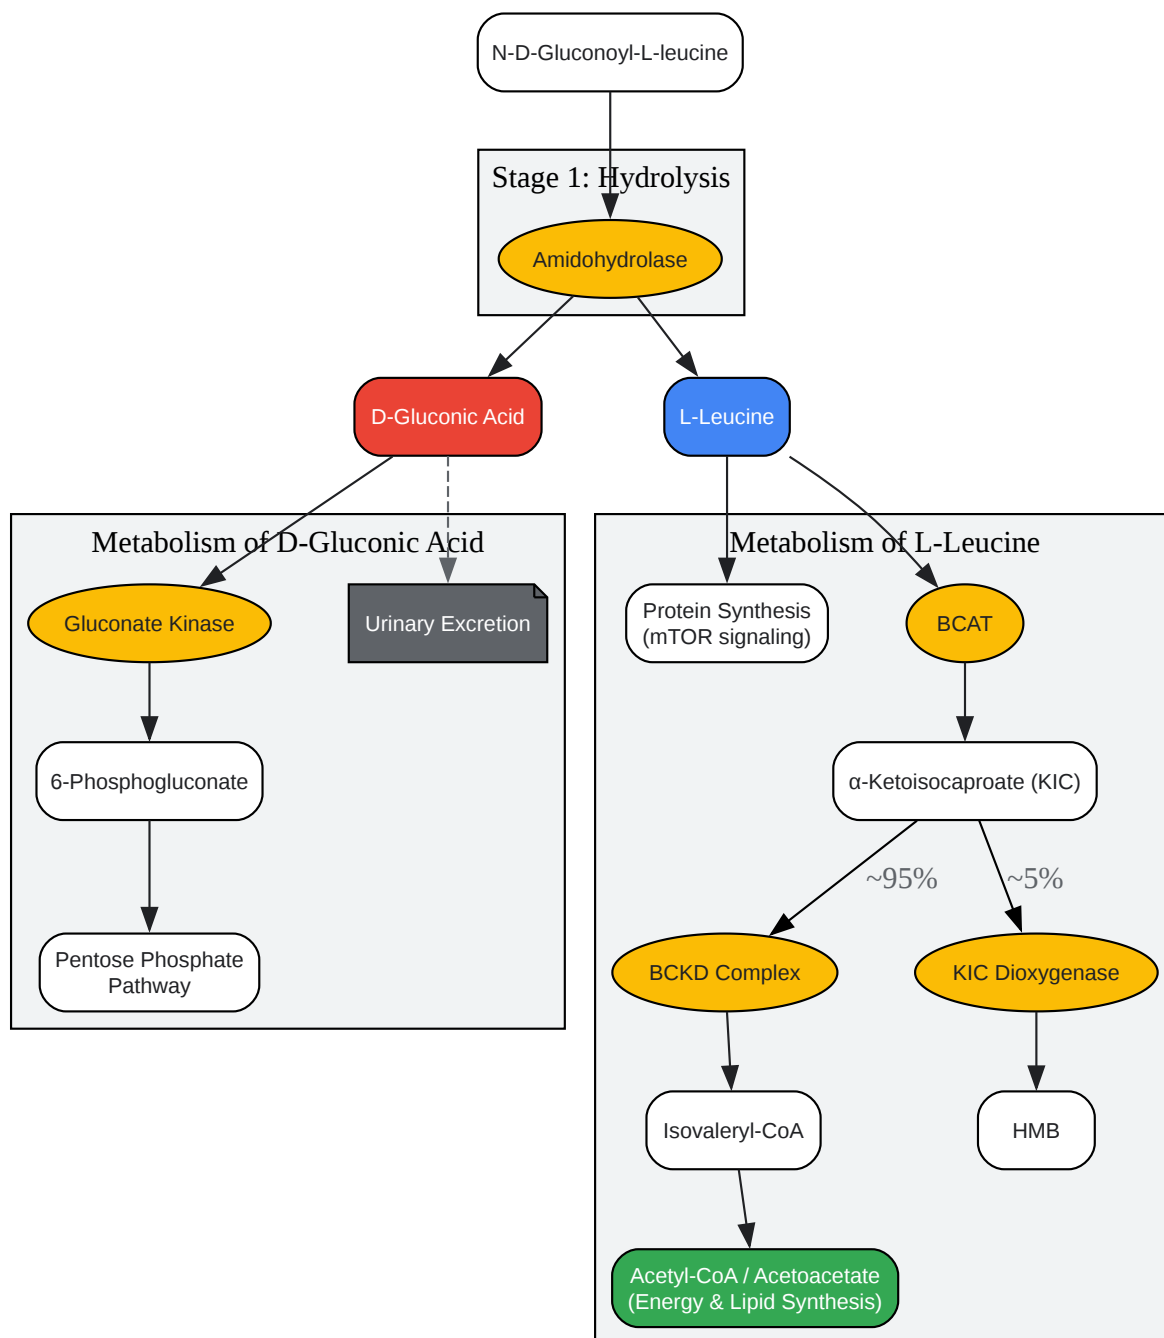 N-D-Gluconoyl-L-leucine
Stage 1: Hydrolysis
Amidohydrolase
D-Gluconic Acid
L-Leucine
Metabolism of D-Gluconic Acid
Gluconate Kinase
Urinary Excretion
6-Phosphogluconate
Pentose Phosphate
Pathway
Metabolism of L-Leucine
Protein Synthesis
(mTOR signaling)
BCAT
α-Ketoisocaproate (KIC)
~95%
~5%
BCKD Complex
KIC Dioxygenase
Isovaleryl-CoA
HMB
Acetyl-CoA / Acetoacetate
(Energy & Lipid Synthesis)